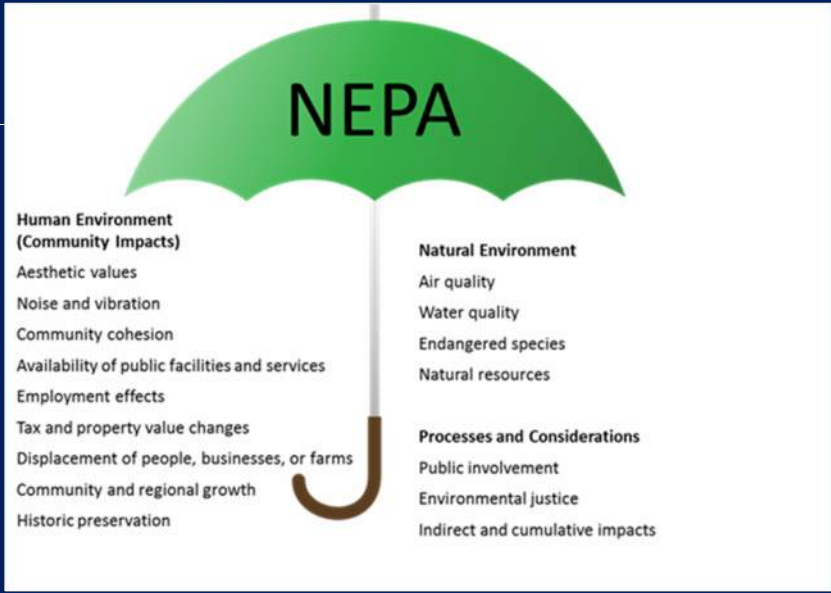 NEPA
Human Environment
(Community Impacts)
Aesthetic values
Noise and vibration
Community cohesion
Availability of public facilities and services
Employment effects
Tax and property value changes
Displacement of people, businesses, or farms
Community and regional growth
Historic preservation
Natural Environment
Air quality
Water quality
Endangered species
Natural resources
Processes and Considerations
Public involvement
Environmental justice
Indirect and cumulative impacts